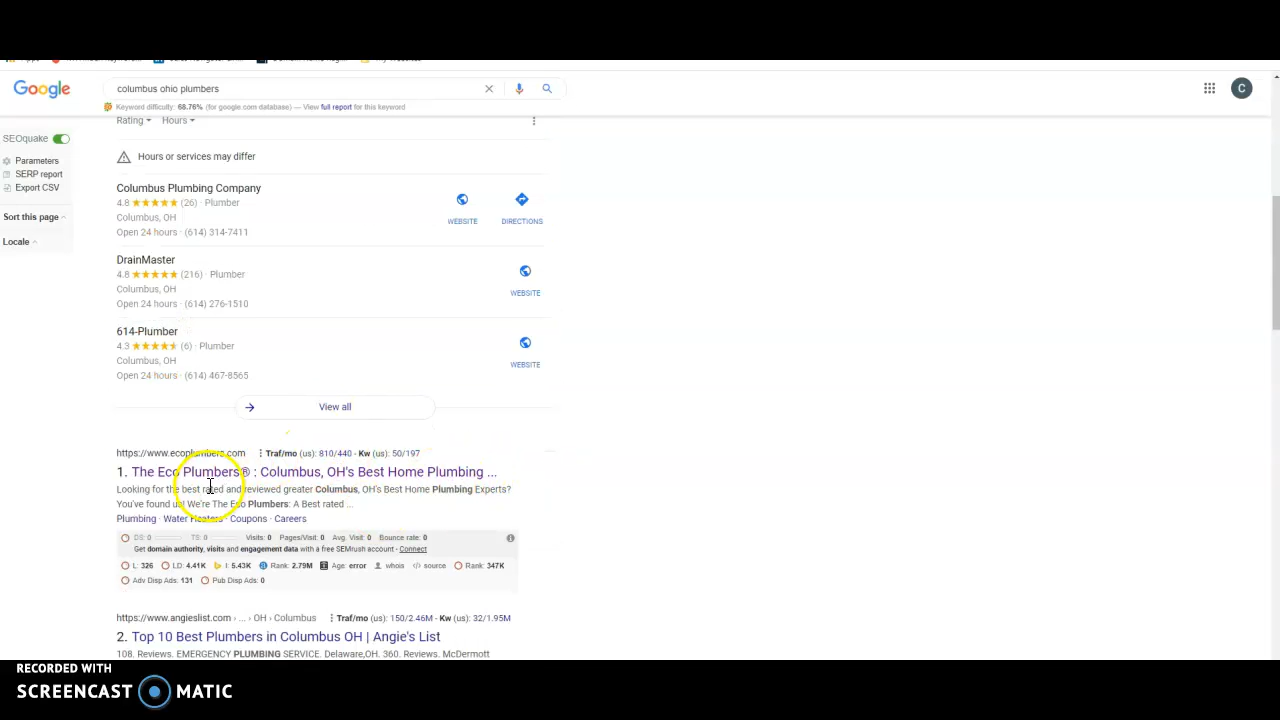 Google
columbus ohio plumbers
Keyword difficulty: 68.76% (for google.com database) — View full report for this keyword
C
Rating Hours
SEOquake
Parameters
SERP report
Export CSV
Sort this page
Locale
Hours or services may differ
Columbus Plumbing Company
4.8 (26) · Plumber
Columbus, OH
Open 24 hours · (614) 314-7411
WEBSITE DIRECTIONS
DrainMaster
4.8 (216) · Plumber
Columbus, OH
Open 24 hours · (614) 276-1510
WEBSITE
614-Plumber
4.3 (6) · Plumber
Columbus, OH
Open 24 hours · (614) 467-8565
WEBSITE
View all
https://www.ecoplumbers.com Traf/mo (us): 810/440 - Kw (us): 50/197
1. The Eco Plumbers® : Columbus, OH's Best Home Plumbing ...
Looking for the best rated and reviewed greater Columbus, OH's Best Home Plumbing Experts?
You've found us! We're The Eco Plumbers: A Best rated ...
Plumbing · Water Heaters · Coupons · Careers
DS: 0 TS: 0 Visits: 0 Pages/Visit: 0 Avg. Visit: 0 Bounce rate: 0
Get domain authority, visits and engagement data with a free SEMrush account - Connect
L: 326 LD: 4.41K I: 5.43K Rank: 2.79M Age: error whois source Rank: 347K
Adv Disp Ads: 131 Pub Disp Ads: 0
https://www.angieslist.com › ... › OH › Columbus Traf/mo (us): 150/2.46M - Kw (us): 32/1.95M
2. Top 10 Best Plumbers in Columbus OH | Angie's List
108. Reviews. EMERGENCY PLUMBING SERVICE. Delaware,OH. 360. Reviews. McDermott
RECORDED WITH
SCREENCAST MATIC